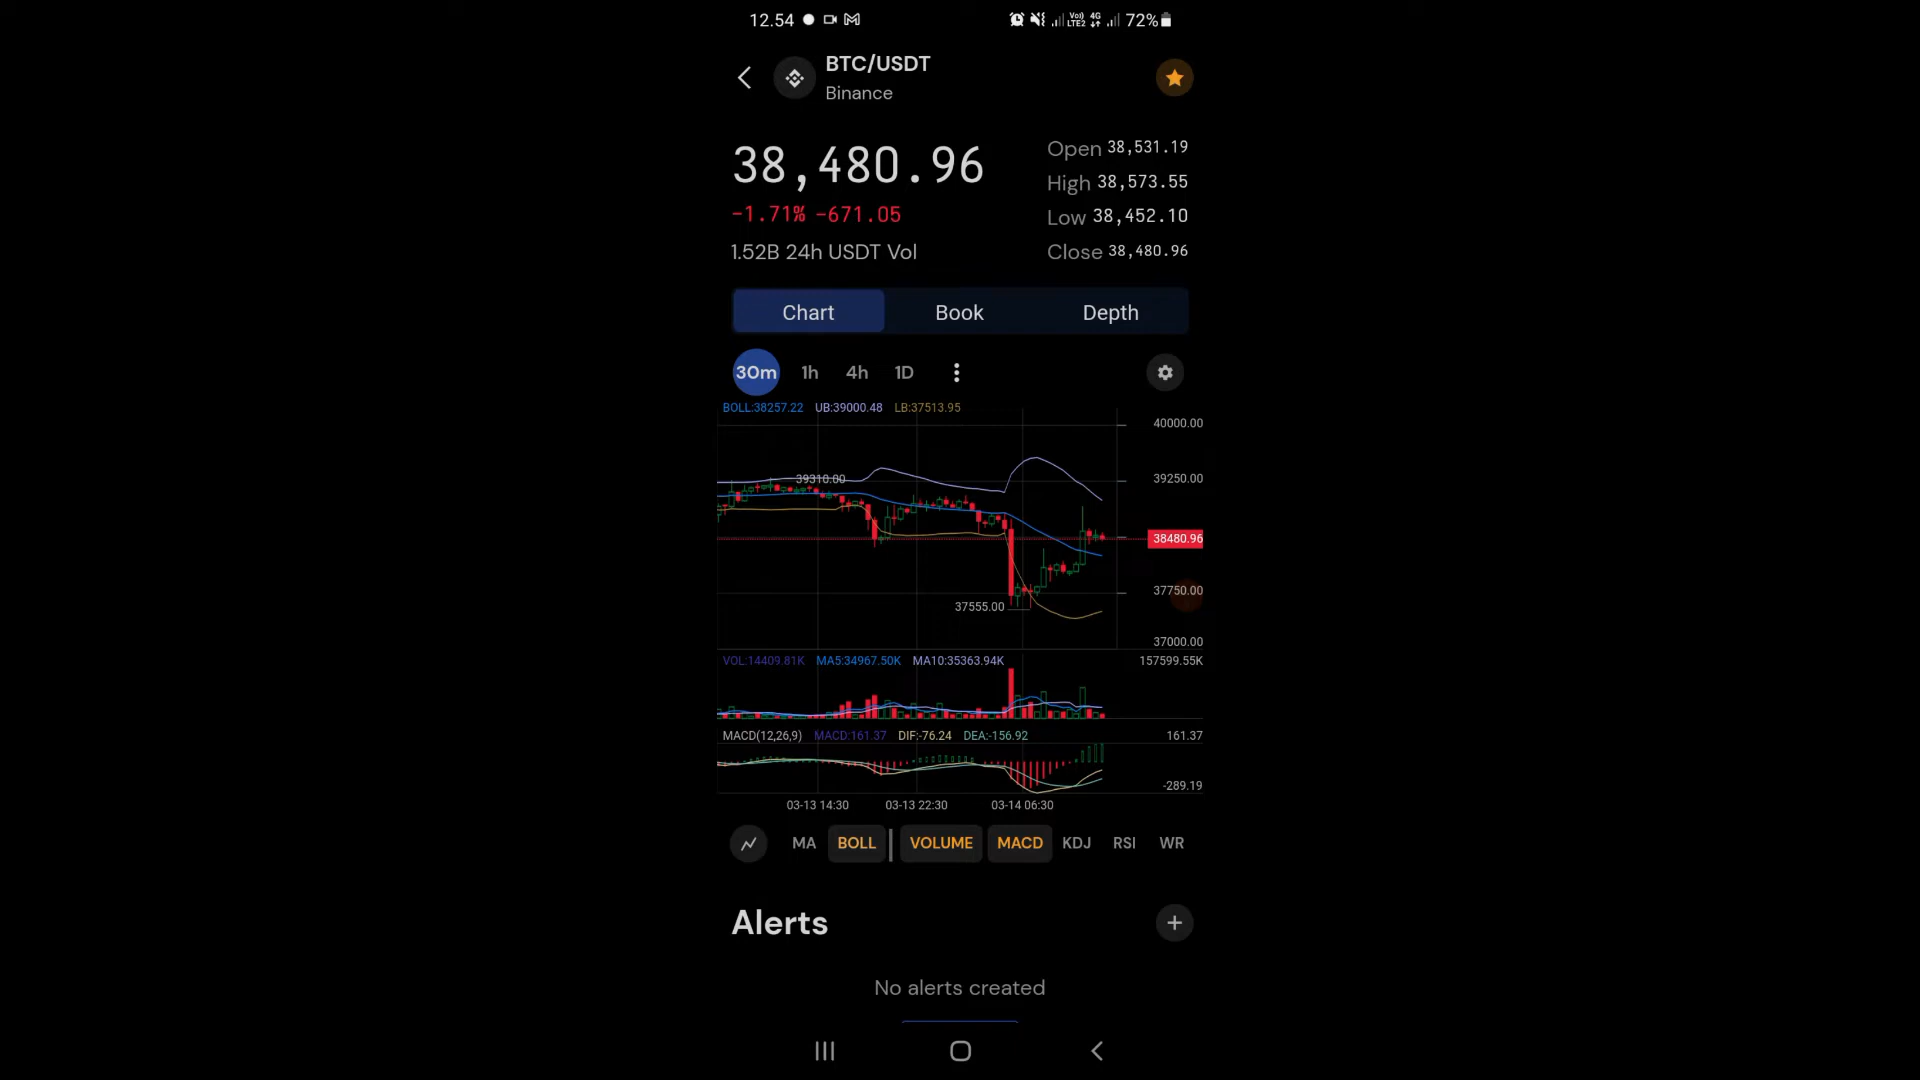 12.54 72%
VoD LTE2 4G
BTC/USDT
Binance
38,480.96
-1.71% -671.05
1.52B 24h USDT Vol
Open 38,531.19
High 38,573.55
Low 38,452.10
Close 38,480.96
Chart Book Depth
30m 1h 4h 1D
BOLL:38257.22 UB:39000.48 LB:37513.95
40000.00
39250.00
39310.00
38480.96
37750.00
37555.00
37000.00
VOL:14409.81K MA5:34967.50K MA10:35363.94K 157599.55K
MACD(12,26,9) MACD:161.37 DIF:-76.24 DEA:-156.92 161.37
-289.19
03-13 14:30 03-13 22:30 03-14 06:30
MA BOLL VOLUME MACD KDJ RSI WR
Alerts
No alerts created